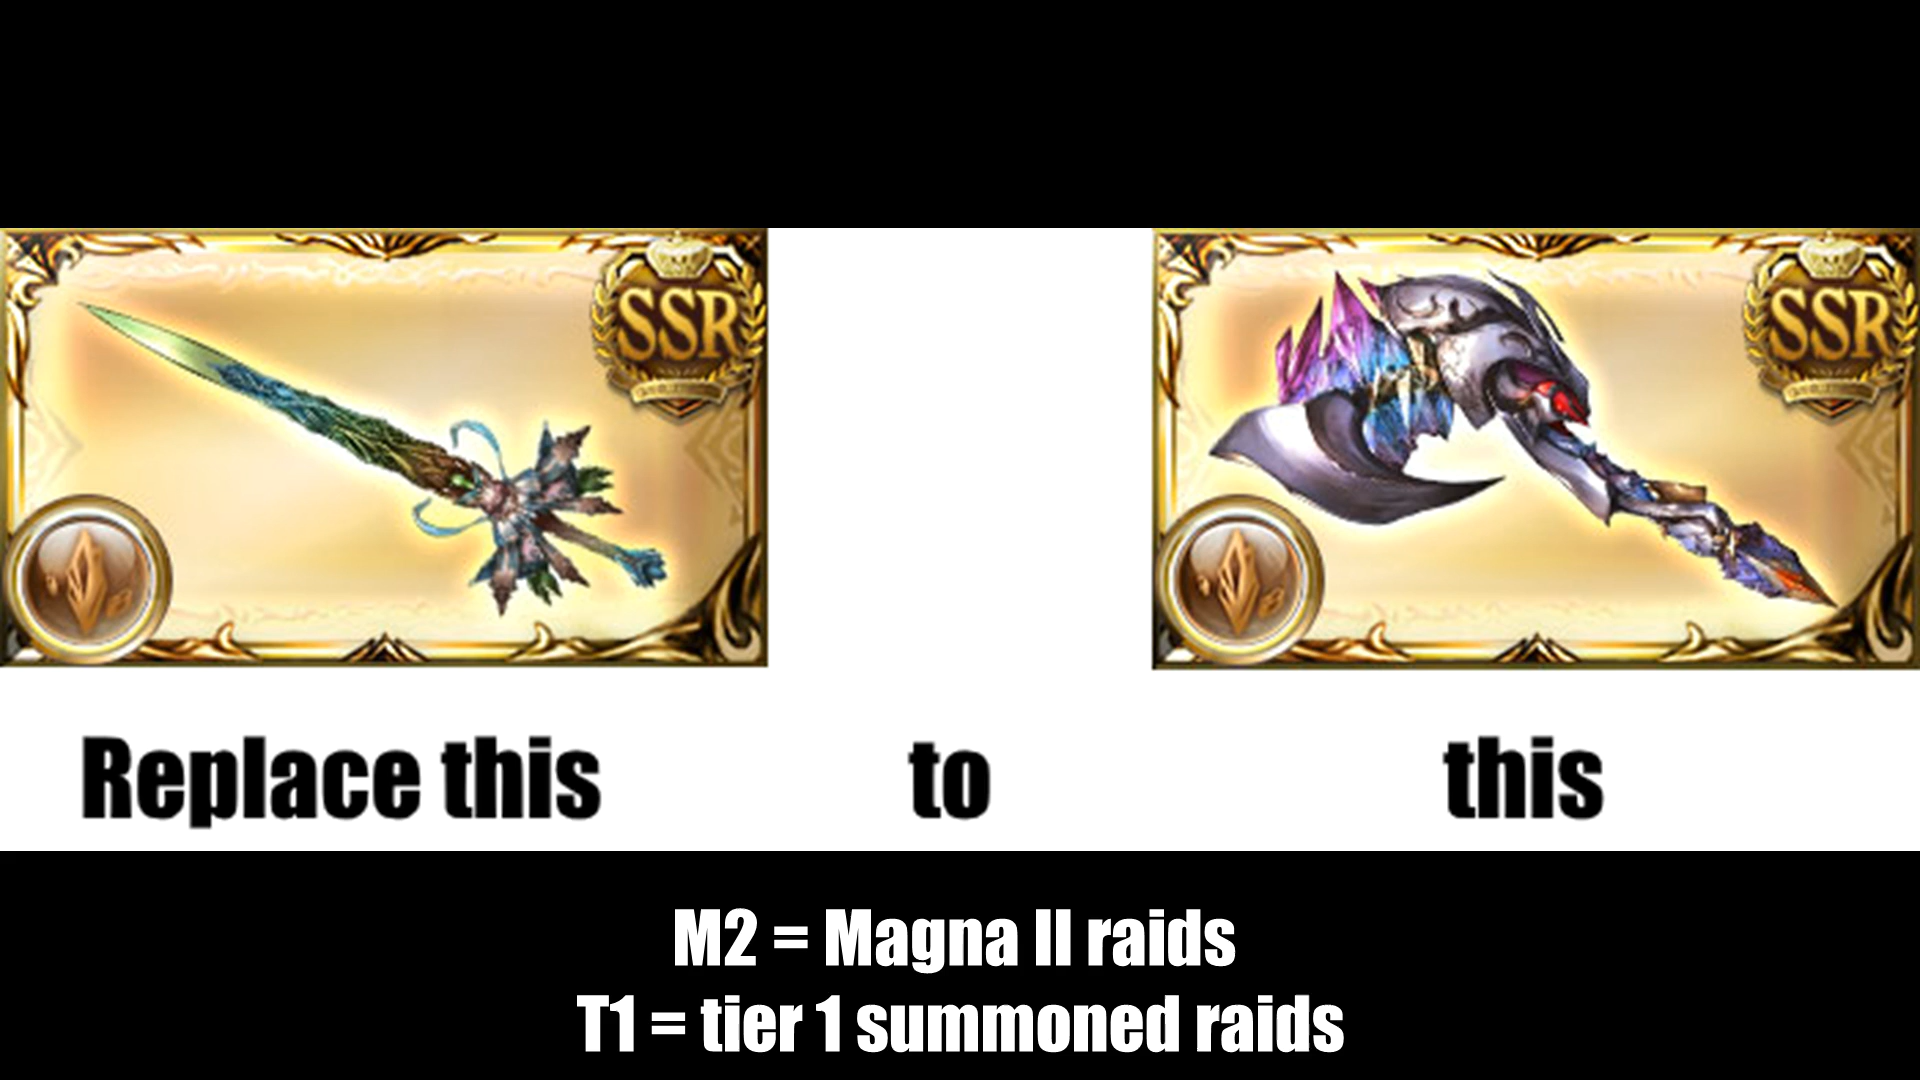 SSR
SSR
Replace this to this
M2 = Magna II raids
T1 = tier 1 summoned raids